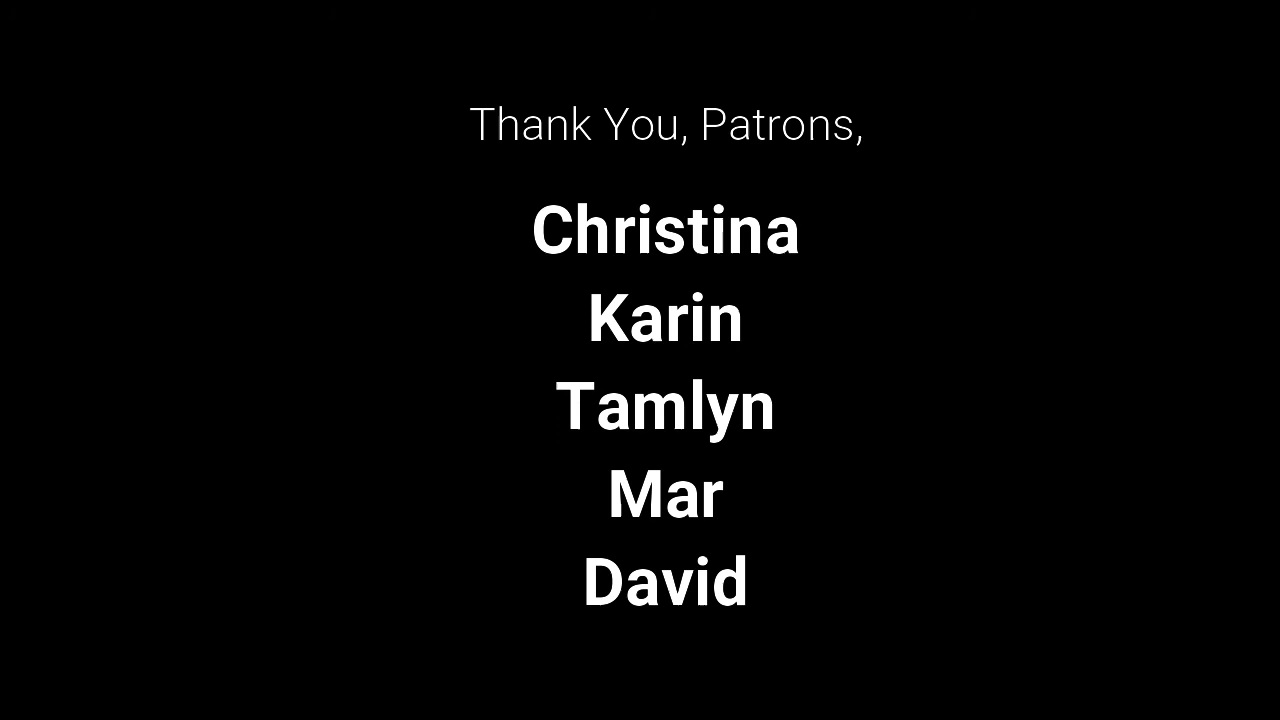 Thank You, Patrons,
Christina
Karin
Tamlyn
Mar
David